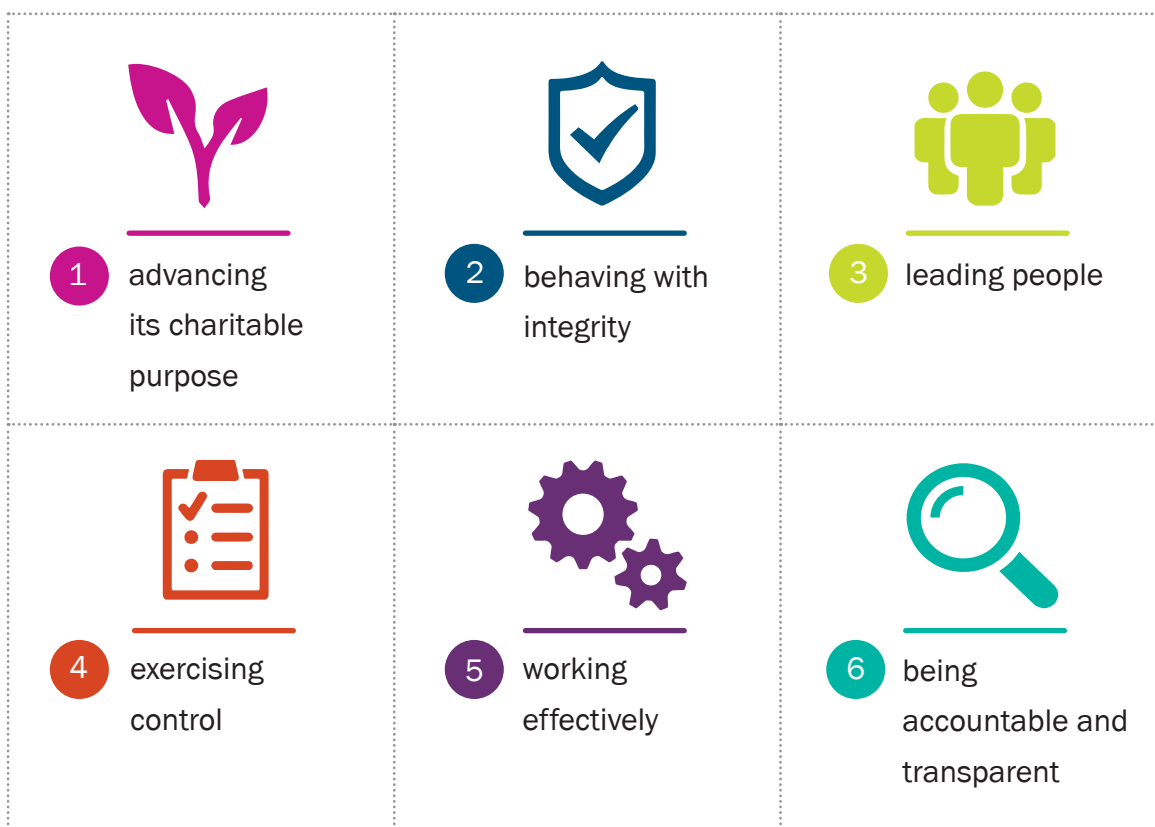 1
advancing
its charitable
purpose
2
behaving with
integrity
3
leading people
4
exercising
control
5
working
effectively
6
being
accountable and
transparent